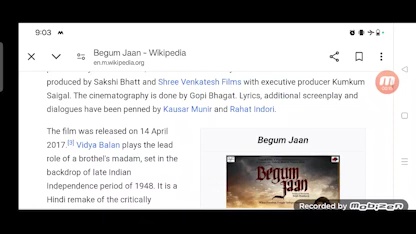 9:03
Begum Jaan - Wikipedia
en.m.wikipedia.org
produced by Sakshi Bhatt and Shree Venkatesh Films with executive producer Kumkum
Saigal. The cinematography is done by Gopi Bhagat. Lyrics, additional screenplay and
dialogues have been penned by Kausar Munir and Rahat Indori.
The film was released on 14 April
2017.[3] Vidya Balan plays the lead
role of a brothel's madam, set in the
backdrop of late Indian
Independence period of 1948. It is a
Hindi remake of the critically
Begum Jaan
Begum
Jaan
Recorded by MOBIZEN